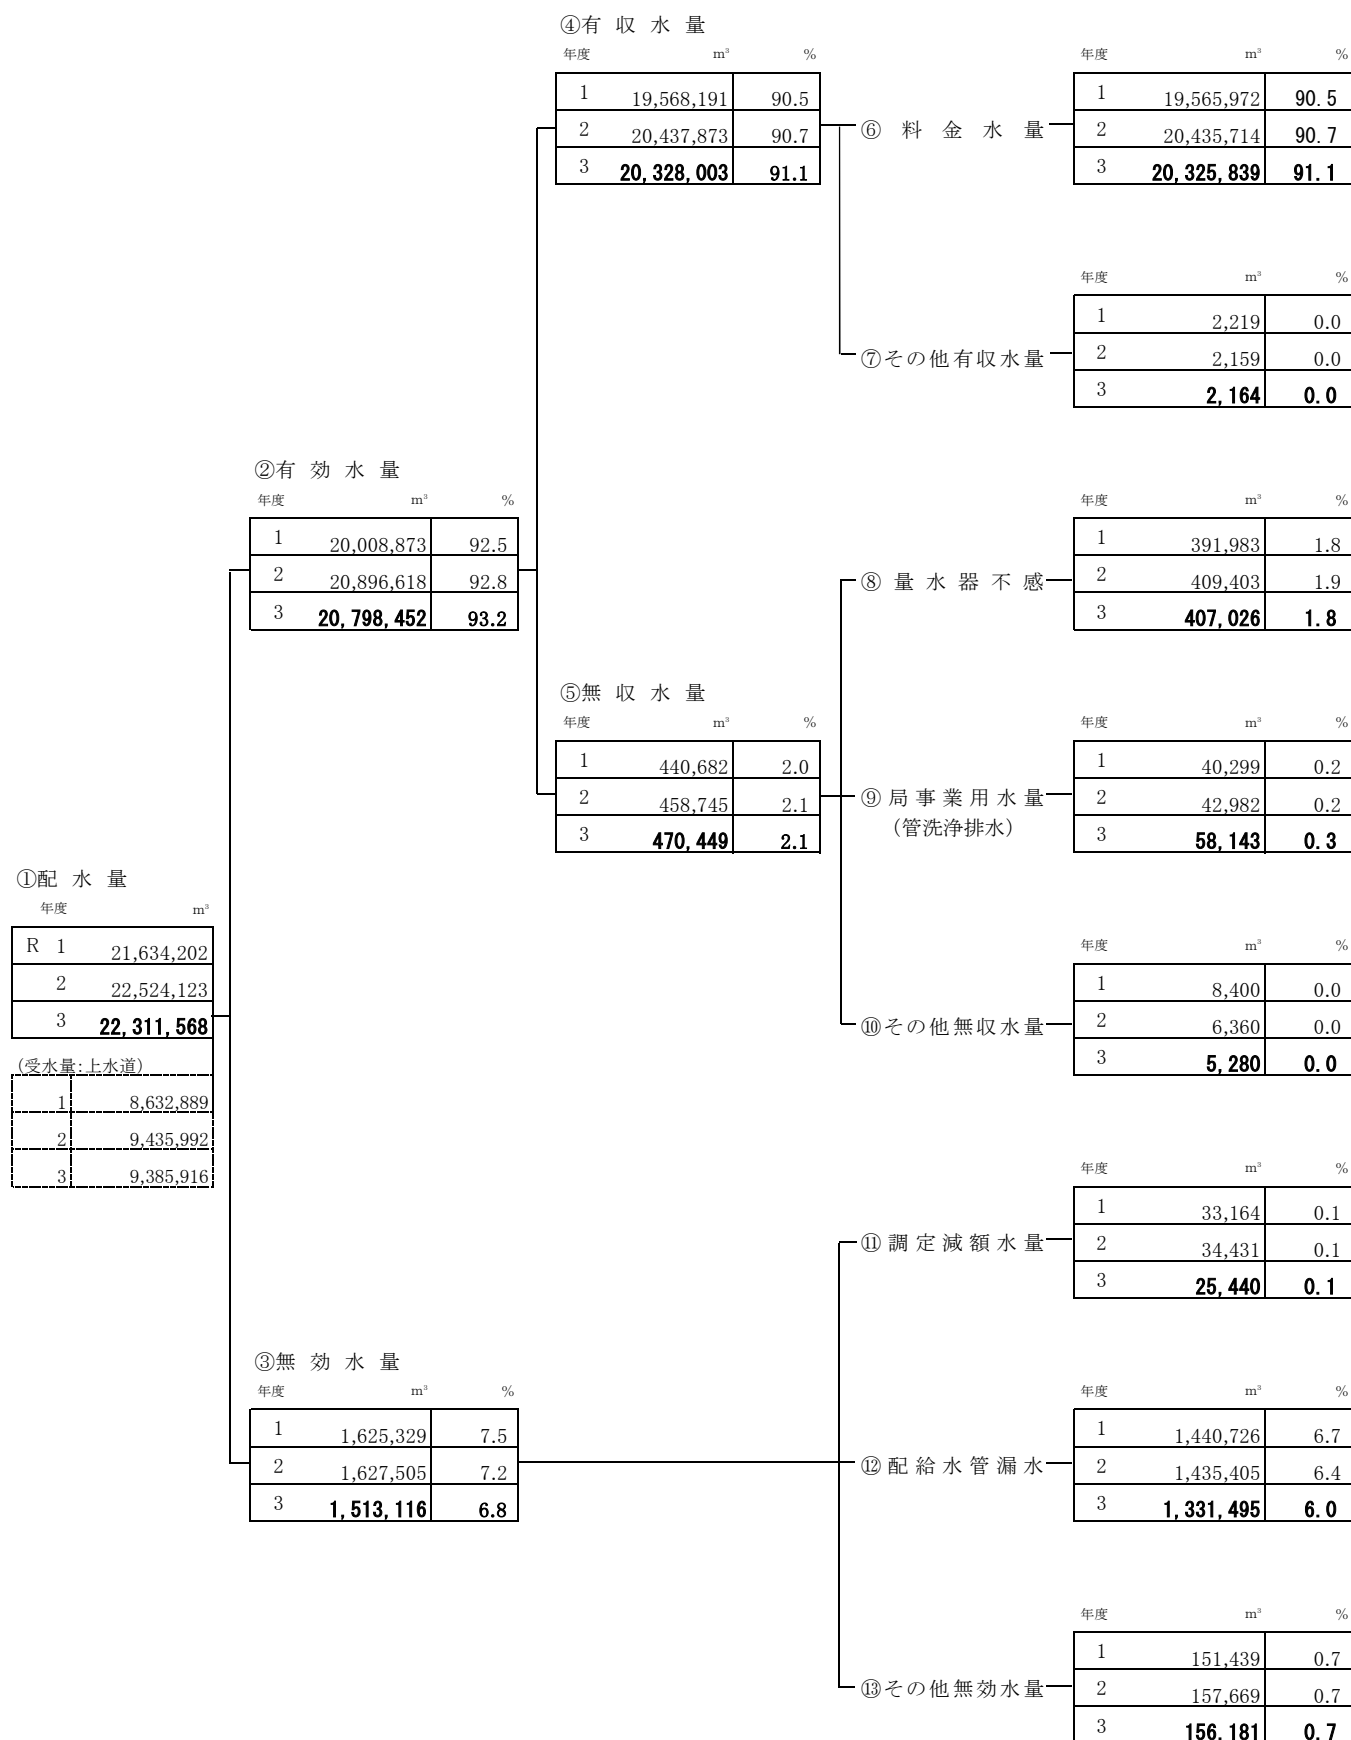 ④有 収 水 量
年度 m³ %
1 19,568,191 90.5
2 20,437,873 90.7
3 20,328,003 91.1
年度 m³ %
⑥ 料 金 水 量
1 19,565,972 90.5
2 20,435,714 90.7
3 20,325,839 91.1
年度 m³ %
⑦その他有収水量
1 2,219 0.0
2 2,159 0.0
3 2,164 0.0
②有 効 水 量
年度 m³ %
1 20,008,873 92.5
2 20,896,618 92.8
3 20,798,452 93.2
年度 m³ %
⑧ 量 水 器 不 感
1 391,983 1.8
2 409,403 1.9
3 407,026 1.8
⑤無 収 水 量
年度 m³ %
1 440,682 2.0
2 458,745 2.1
3 470,449 2.1
年度 m³ %
⑨ 局 事 業 用 水 量
（管洗浄排水）
1 40,299 0.2
2 42,982 0.2
3 58,143 0.3
①配 水 量
年度 m³
R 1 21,634,202
2 22,524,123
3 22,311,568
(受水量:上水道)
1 8,632,889
2 9,435,992
3 9,385,916
年度 m³ %
⑩その他無収水量
1 8,400 0.0
2 6,360 0.0
3 5,280 0.0
年度 m³ %
⑪ 調 定 減 額 水 量
1 33,164 0.1
2 34,431 0.1
3 25,440 0.1
③無 効 水 量
年度 m³ %
1 1,625,329 7.5
2 1,627,505 7.2
3 1,513,116 6.8
年度 m³ %
⑫ 配 給 水 管 漏 水
1 1,440,726 6.7
2 1,435,405 6.4
3 1,331,495 6.0
年度 m³ %
⑬その他無効水量
1 151,439 0.7
2 157,669 0.7
3 156,181 0.7